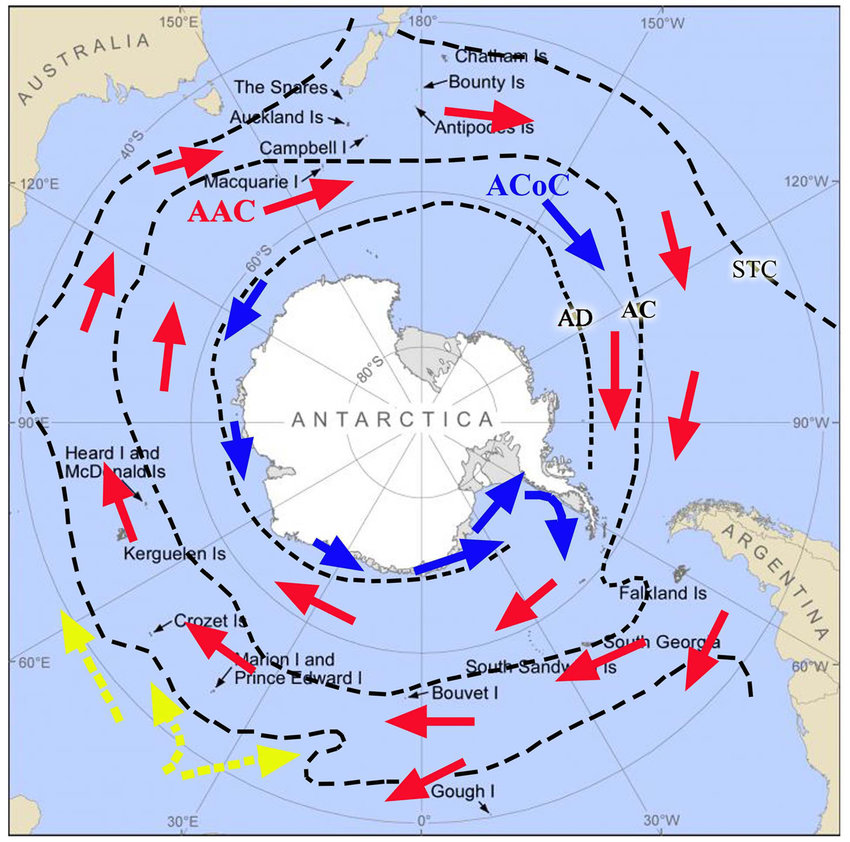 150°E
180°
150°W
AUSTRALIA
Chatham Is
The Snares
Bounty Is
Auckland Is
Antipodes Is
40°S
Campbell I
120°E
Macquarie I
120°W
ACoC
AAC
60°S
STC
AD
AC
80°S
ANTARCTICA
90°E
90°W
Heard I and
McDonald Is
Kerguelen Is
ARGENTINA
Falkland Is
Crozet Is
South Georgia
60°E
Marion I and
Prince Edward I
South Sandwich Is
60°W
Bouvet I
Gough I
30°E
0°
30°W